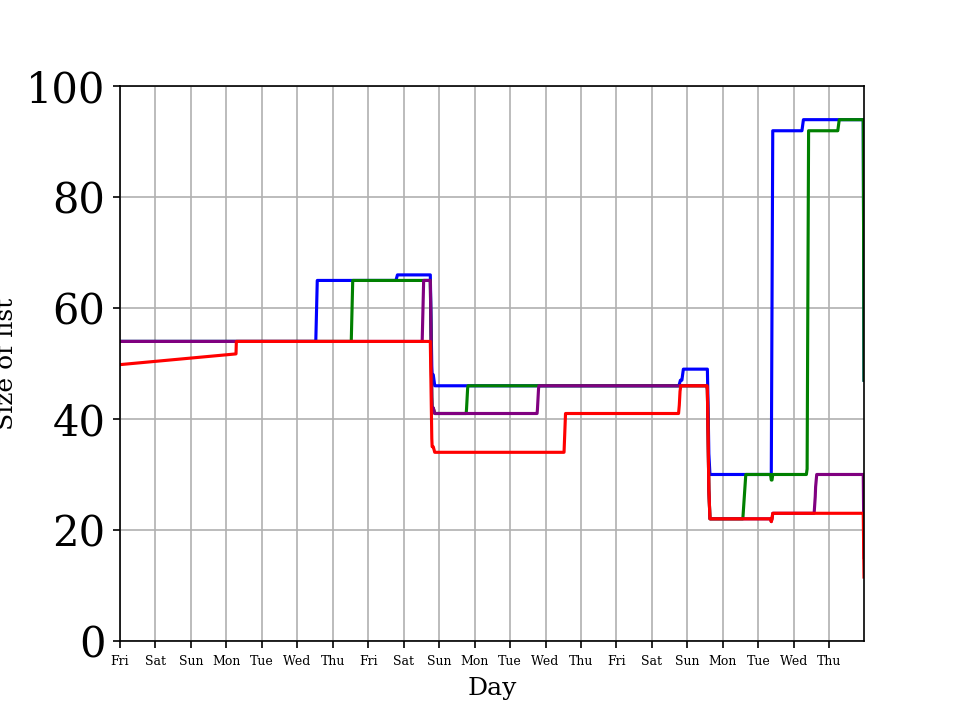 100
80
60
40
20
0
Size of list
Fri Sat Sun Mon Tue Wed Thu Fri Sat Sun Mon Tue Wed Thu Fri Sat Sun Mon Tue Wed Thu
Day